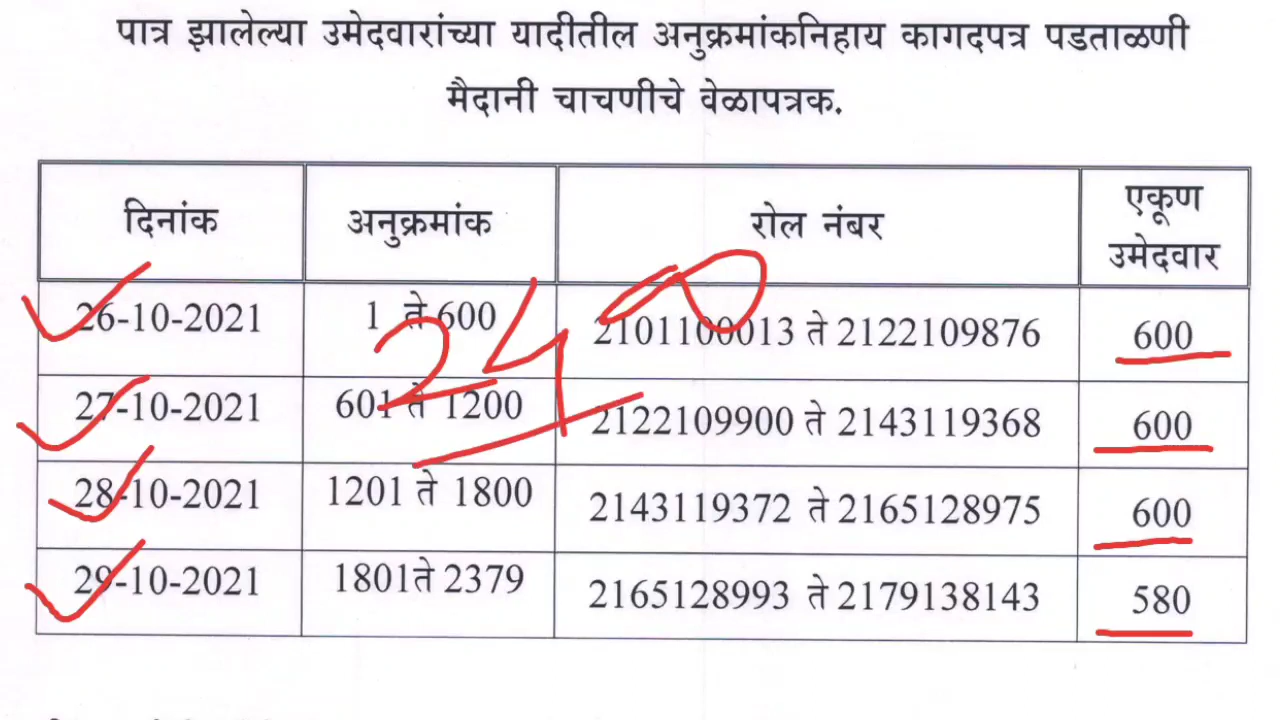 पात्र झालेल्या उमेदवारांच्या यादीतील अनुक्रमांकनिहाय कागदपत्र पडताळणी
मैदानी चाचणीचे वेळापत्रक.
दिनांक अनुक्रमांक रोल नंबर एकूण उमेदवार
26-10-2021 1 ते 600 2101100013 ते 2122109876 600
27-10-2021 601 ते 1200 2122109900 ते 2143119368 600
28-10-2021 1201 ते 1800 2143119372 ते 2165128975 600
29-10-2021 1801ते 2379 2165128993 ते 2179138143 580